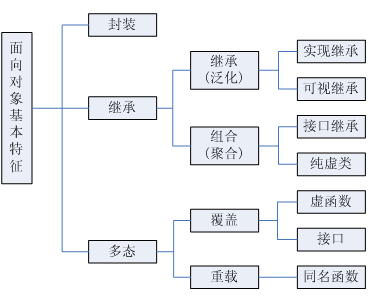 面向对象基本特征
封装
继承
继承
（泛化）
实现继承
可视继承
组合
（聚合）
接口继承
纯虚类
多态
覆盖
虚函数
接口
重载
同名函数